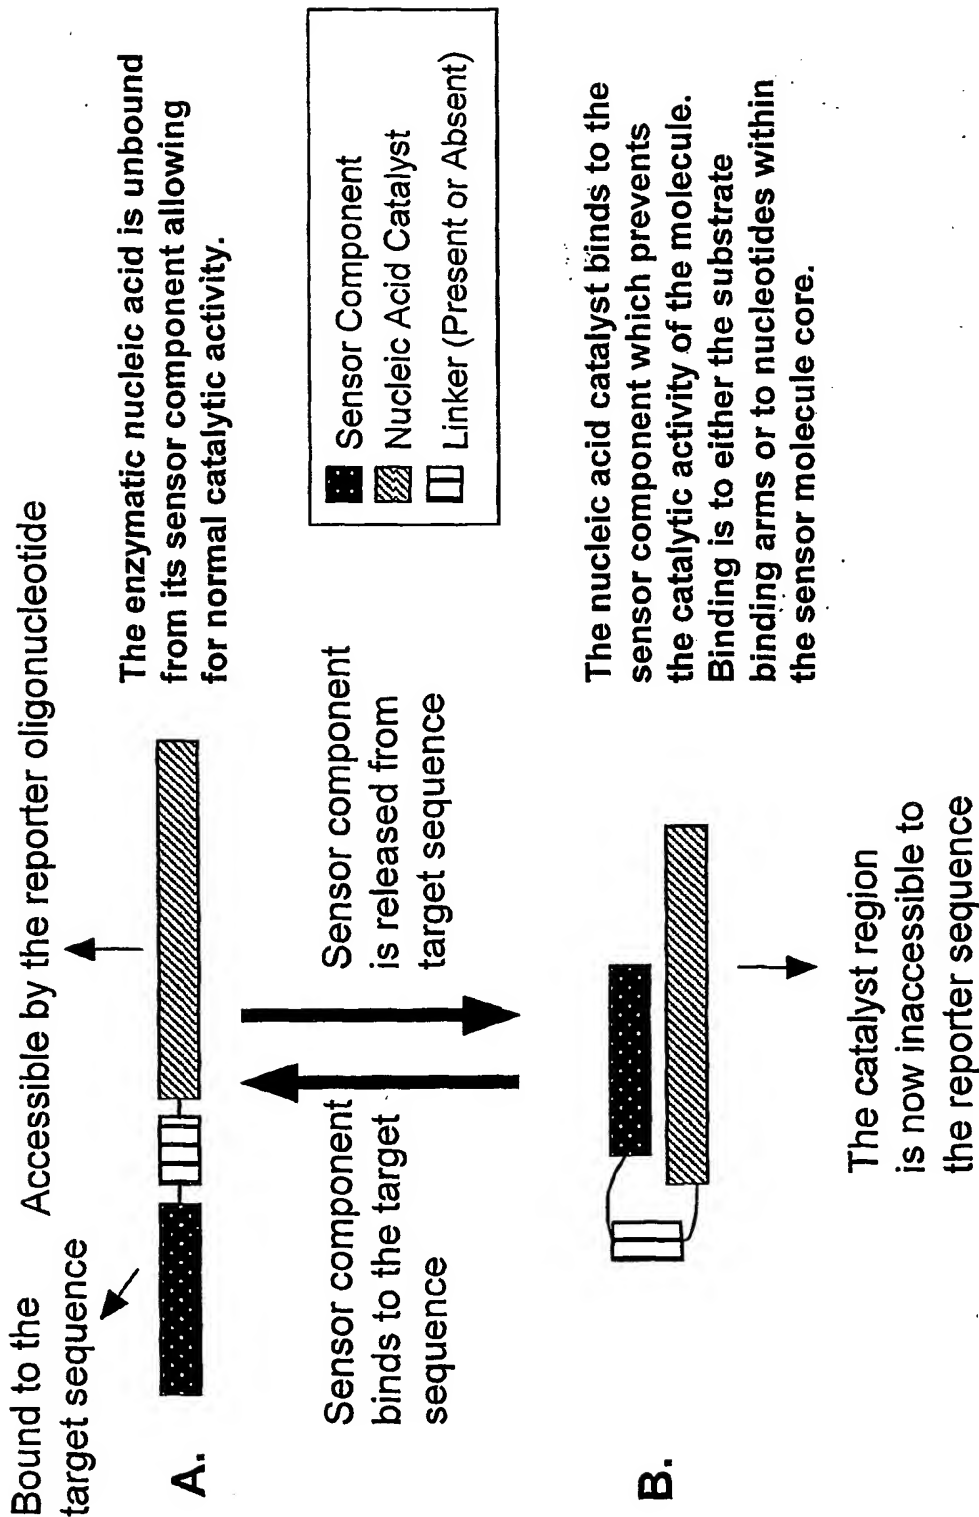 Bound to the
target sequence
Accessible by the reporter oligonucleotide
A.
The enzymatic nucleic acid is unbound
from its sensor component allowing
for normal catalytic activity.
Sensor component
binds to the target
sequence
Sensor component
is released from
target sequence
Sensor Component
Nucleic Acid Catalyst
Linker (Present or Absent)
B.
The nucleic acid catalyst binds to the
sensor component which prevents
the catalytic activity of the molecule.
Binding is to either the substrate
binding arms or to nucleotides within
the sensor molecule core.
The catalyst region
is now inaccessible to
the reporter sequence